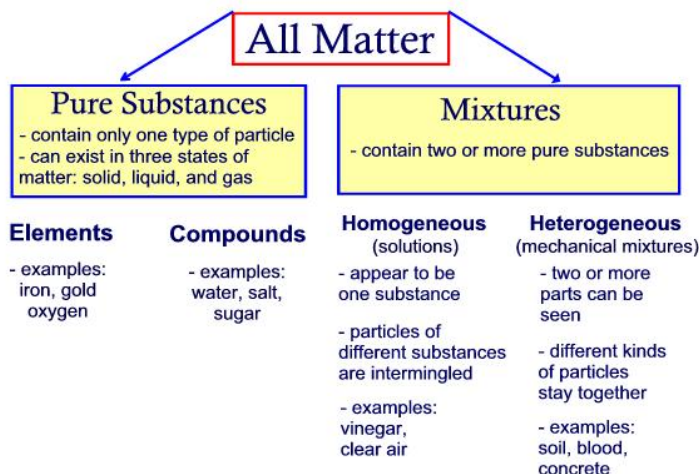 All Matter
Pure Substances
- contain only one type of particle
- can exist in three states of
matter: solid, liquid, and gas
Mixtures
- contain two or more pure substances
Elements
- examples:
iron, gold
oxygen
Compounds
- examples:
water, salt,
sugar
Homogeneous
(solutions)
- appear to be
one substance
- particles of
different substances
are intermingled
- examples:
vinegar,
clear air
Heterogeneous
(mechanical mixtures)
- two or more
parts can be
seen
- different kinds
of particles
stay together
- examples:
soil, blood,
concrete